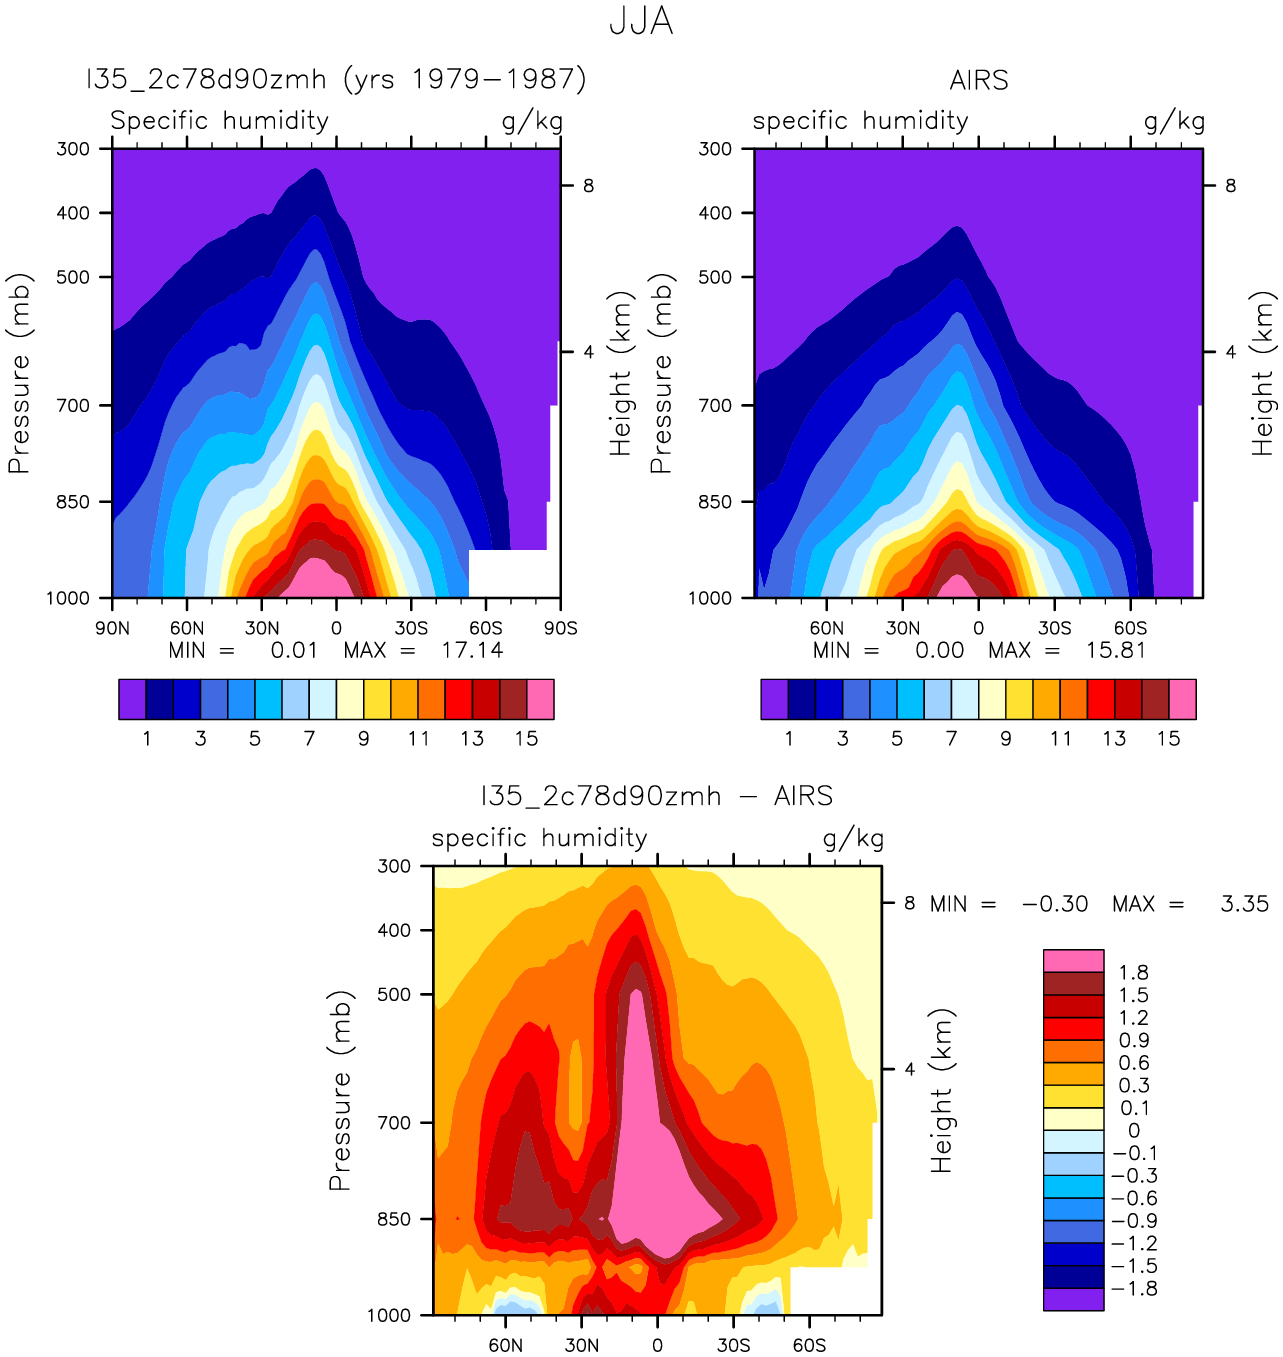 JJA
I35_2c78d90zmh (yrs 1979-1987)
Specific humidity g/kg
300
400
500
700
850
1000
Pressure (mb)
8
4
Height (km)
90N 60N 30N 0 30S 60S 90S
MIN = 0.01 MAX = 17.14
1 3 5 7 9 11 13 15
AIRS
specific humidity g/kg
300
400
500
700
850
1000
Pressure (mb)
8
4
Height (km)
60N 30N 0 30S 60S
MIN = 0.00 MAX = 15.81
1 3 5 7 9 11 13 15
I35_2c78d90zmh - AIRS
specific humidity g/kg
300
400
500
700
850
1000
Pressure (mb)
8
4
Height (km)
60N 30N 0 30S 60S
MIN = -0.30 MAX = 3.35
1.8
1.5
1.2
0.9
0.6
0.3
0.1
0
-0.1
-0.3
-0.6
-0.9
-1.2
-1.5
-1.8